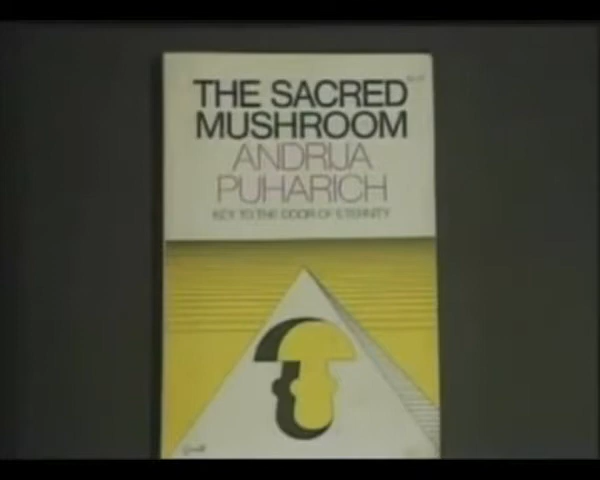 THE SACRED
MUSHROOM
ANDRIJA
PUHARICH
KEY TO THE DOOR OF ETERNITY